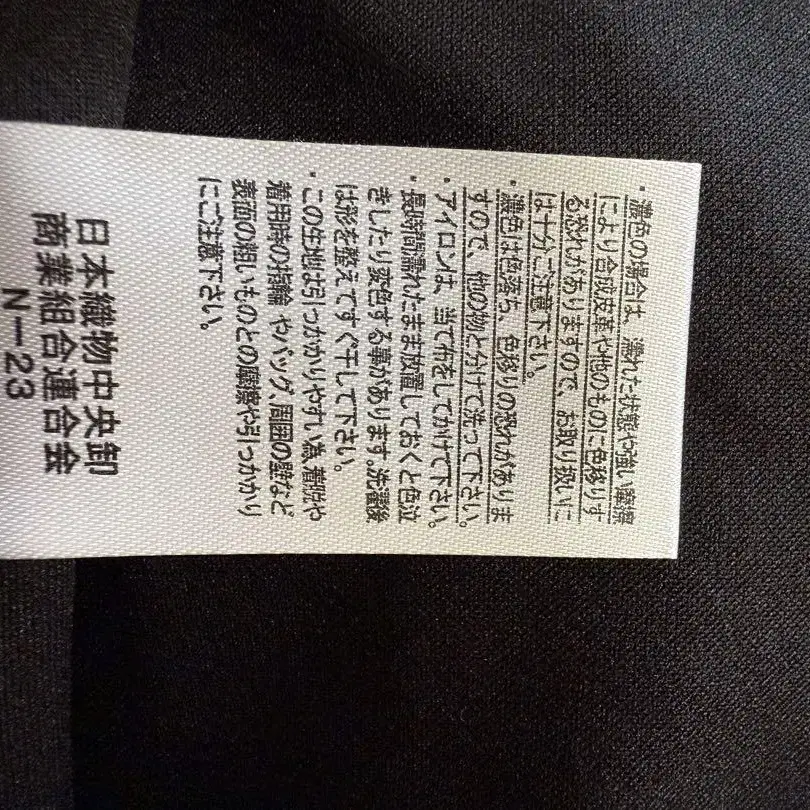 ・濃色の場合は、濡れた状態や強い摩擦
により合成皮革や他のものに色移りす
る恐れがありますので、お取り扱いに
は十分ご注意下さい。
・濃色は色落ち、色移りの恐れがありま
すので、他の物と分けて洗って下さい。
・アイロンは、当て布をしてかけて下さい。
・長時間濡れたまま放置しておくと色泣
きしたり変色する事があります。洗濯後
は形を整えてすぐ干して下さい。
・この生地は引っかかりやすい為、着脱や
着用時の指輪やバッグ、周囲の壁など
表面の粗いものとの摩擦や引っかかり
にご注意下さい。
日本織物中央卸
商業組合連合会
N-23